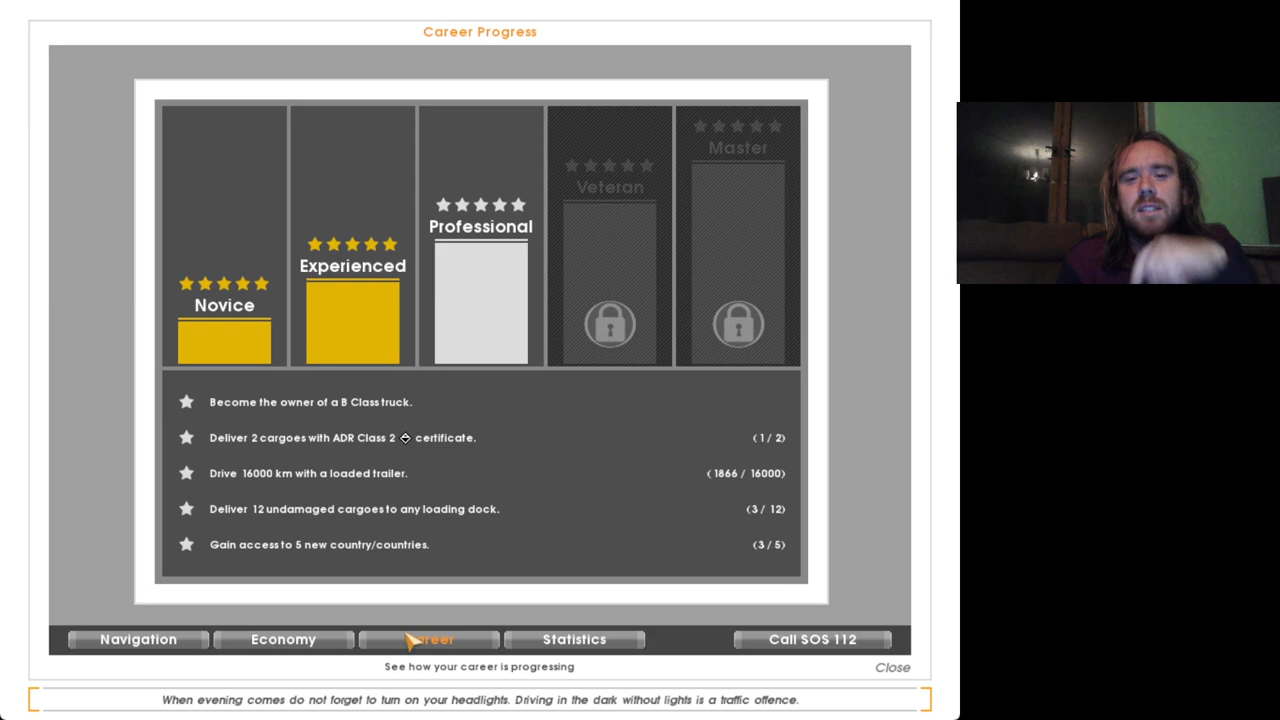 Career Progress
Master
Veteran
Professional
Experienced
Novice
Become the owner of a B Class truck.
Deliver 2 cargoes with ADR Class 2 certificate. (1 / 2)
Drive 16000 km with a loaded trailer. (1866 / 16000)
Deliver 12 undamaged cargoes to any loading dock. (3 / 12)
Gain access to 5 new country/countries. (3 / 5)
Navigation Economy Career Statistics Call SOS 112
See how your career is progressing Close
When evening comes do not forget to turn on your headlights. Driving in the dark without lights is a traffic offence.